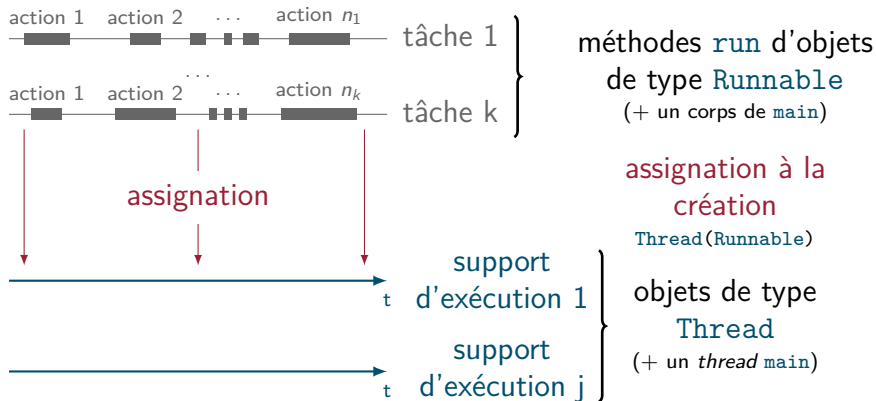 action 1 action 2 ... action n₁
tâche 1
...
action 1 action 2 ... action nₖ
tâche k
méthodes run d'objets
de type Runnable
(+ un corps de main)
assignation
assignation à la
création
Thread(Runnable)
t
support
d'exécution 1
t
support
d'exécution j
objets de type
Thread
(+ un thread main)